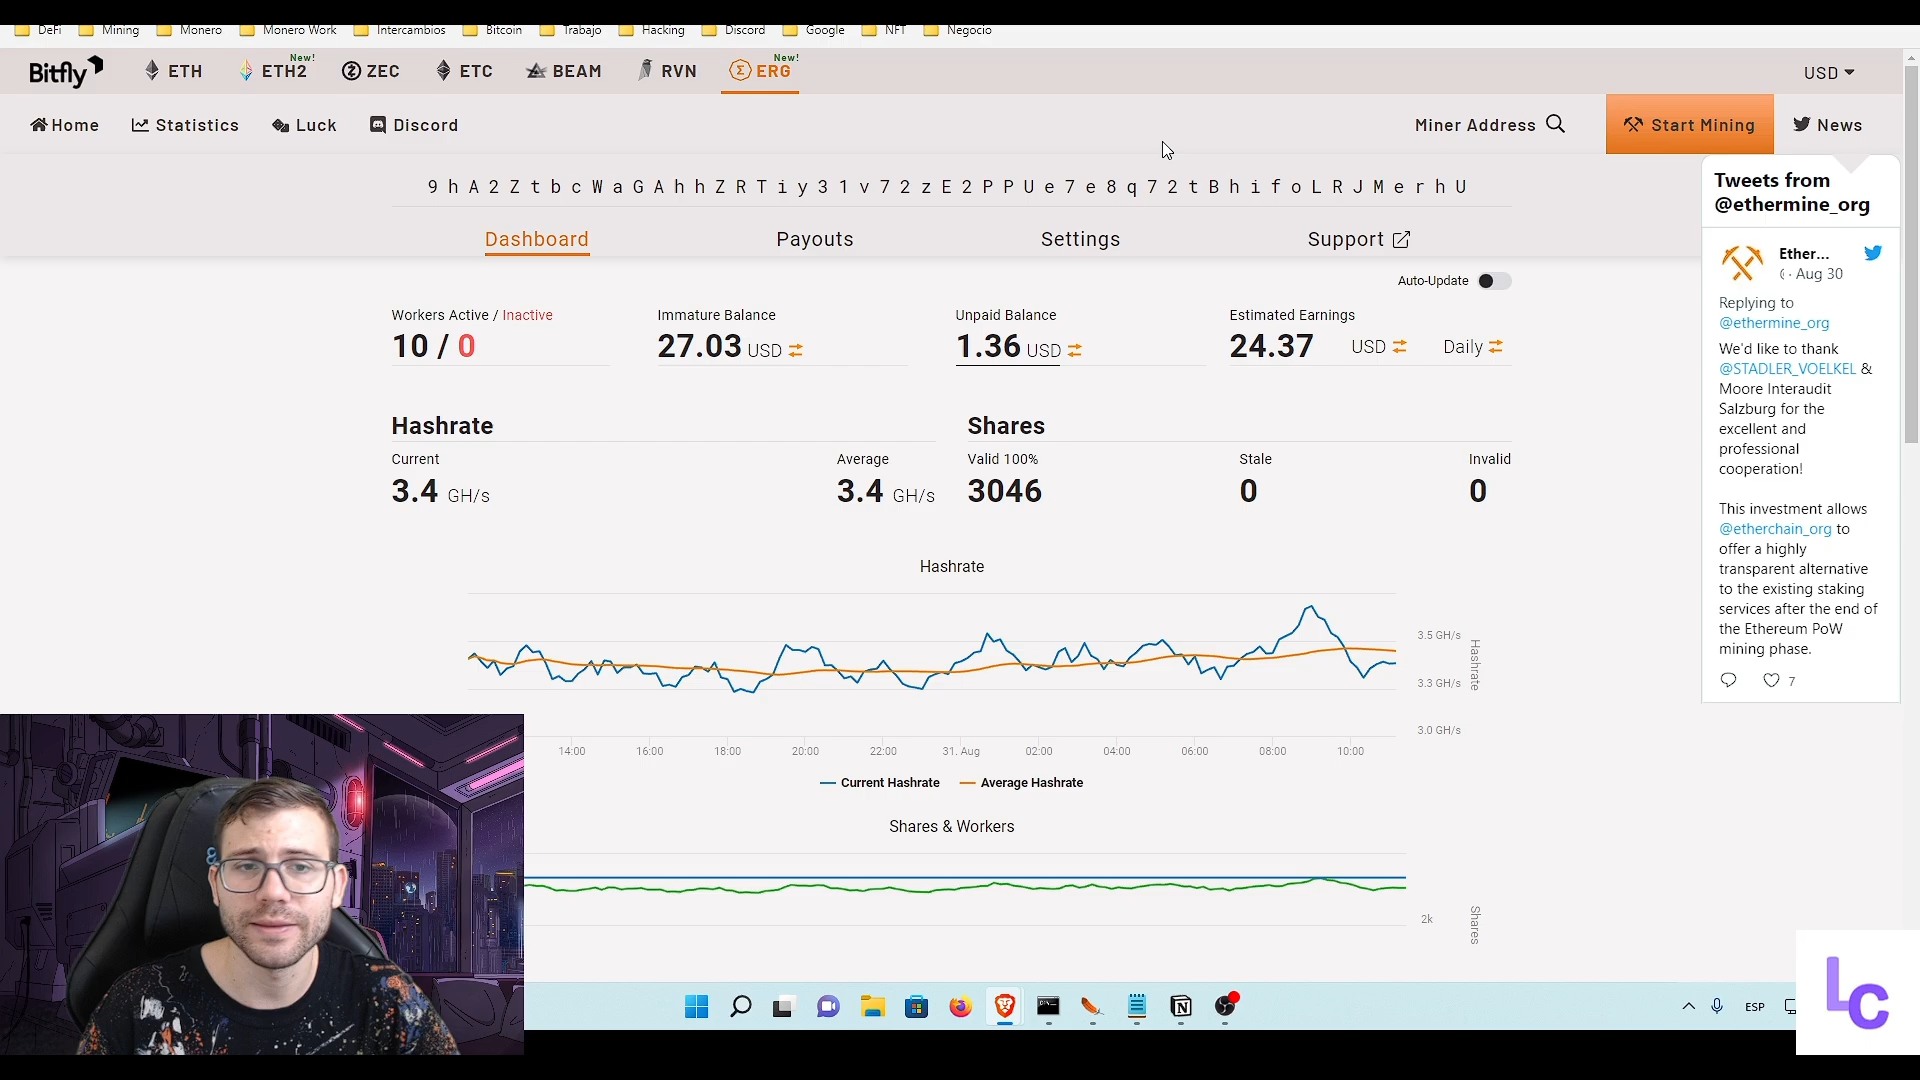 DeFi Mining Monero Monero Work Intercambios Bitcoin Trabajo Hacking Discord Google NFT Negocio
Bitfly ETH ETH2 New! ZEC ETC BEAM RVN ERG New! USD
Home Statistics Luck Discord Miner Address Start Mining News
9hA2ZtbcWaGAhhZRTiy31v72zE2PPUe7e8q72tBhifoLRJMerhU
Dashboard Payouts Settings Support
Auto-Update
Workers Active / Inactive
10 / 0
Immature Balance
27.03 USD
Unpaid Balance
1.36 USD
Estimated Earnings
24.37 USD Daily
Hashrate
Current
3.4 GH/s
Average
3.4 GH/s
Shares
Valid 100%
3046
Stale
0
Invalid
0
Hashrate
3.5 GH/s
3.3 GH/s
3.0 GH/s
Hashrate
14:00 16:00 18:00 20:00 22:00 31. Aug 02:00 04:00 06:00 08:00 10:00
Current Hashrate Average Hashrate
Shares & Workers
2k
Shares
Tweets from
@ethermine_org
Ether...
· Aug 30
Replying to
@ethermine_org
We'd like to thank
@STADLER_VOELKEL &
Moore Interaudit
Salzburg for the
excellent and
professional
cooperation!
This investment allows
@etherchain_org to
offer a highly
transparent alternative
to the existing staking
services after the end of
the Ethereum PoW
mining phase.
7
ESP
LC